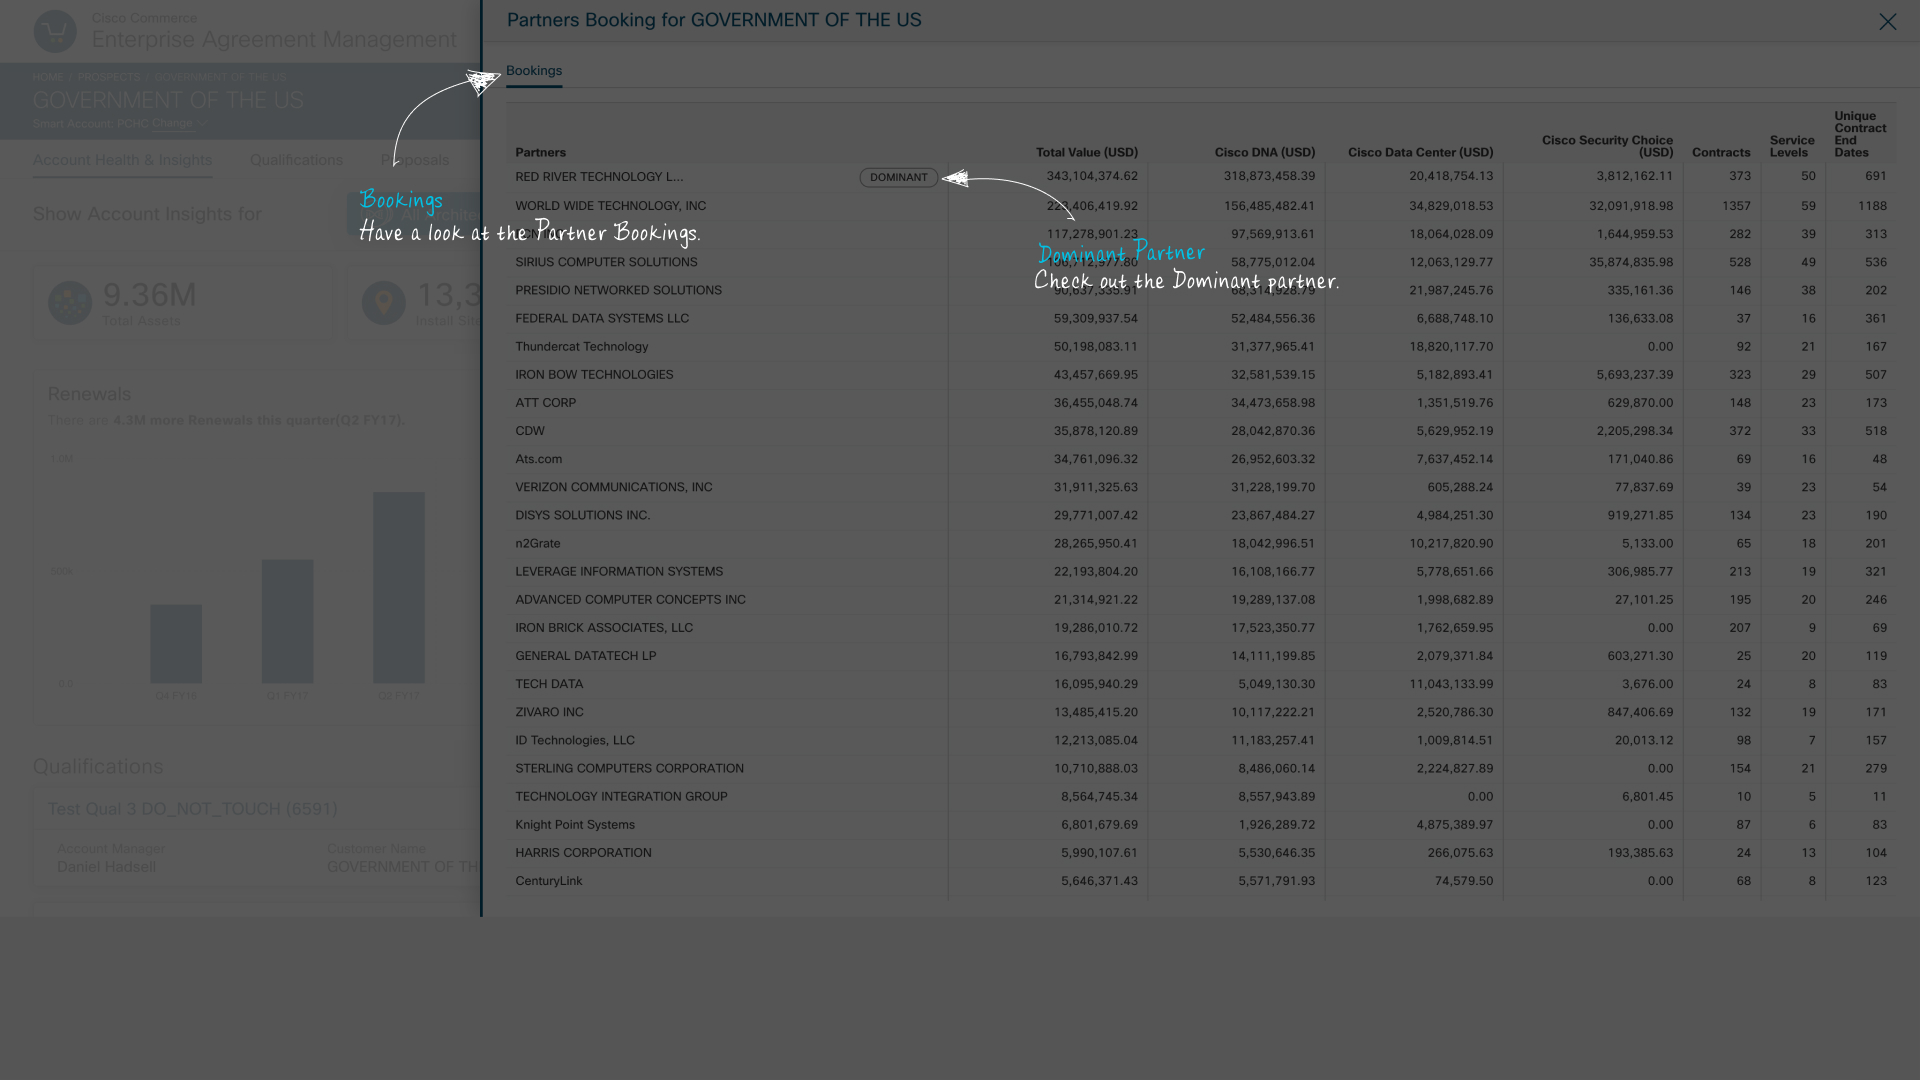 Cisco Commerce
Enterprise Agreement Management
HOME / PROSPECTS / GOVERNMENT OF THE US
GOVERNMENT OF THE US
Smart Account: PCHC Change
Account Health & Insights Qualifications Proposals
Show Account Insights for
9.36M
Total Assets
13,3
Install Site
Renewals
There are 4.3M more Renewals this quarter(Q2 FY17).
1.0M
500k
0.0
Q4 FY16 Q1 FY17 Q2 FY17
Qualifications
Test Qual 3 DO_NOT_TOUCH (6591)
Account Manager Customer Name
Daniel Hadsell GOVERNMENT OF TH
Partners Booking for GOVERNMENT OF THE US
Bookings
Bookings
Have a look at the Partner Bookings.
Dominant Partner
Check out the Dominant partner.
Partners Total Value (USD) Cisco DNA (USD) Cisco Data Center (USD) Cisco Security Choice (USD) Contracts Service Levels Unique Contract End Dates
RED RIVER TECHNOLOGY L... DOMINANT 343,104,374.62 318,873,458.39 20,418,754.13 3,812,162.11 373 50 691
WORLD WIDE TECHNOLOGY, INC 223,406,419.92 156,485,482.41 34,829,018.53 32,091,918.98 1357 59 1188
117,278,901.23 97,569,913.61 18,064,028.09 1,644,959.53 282 39 313
SIRIUS COMPUTER SOLUTIONS 106,712,977.80 58,775,012.04 12,063,129.77 35,874,835.98 528 49 536
PRESIDIO NETWORKED SOLUTIONS 90,637,335.91 68,314,928.79 21,987,245.76 335,161.36 146 38 202
FEDERAL DATA SYSTEMS LLC 59,309,937.54 52,484,556.36 6,688,748.10 136,633.08 37 16 361
Thundercat Technology 50,198,083.11 31,377,965.41 18,820,117.70 0.00 92 21 167
IRON BOW TECHNOLOGIES 43,457,669.95 32,581,539.15 5,182,893.41 5,693,237.39 323 29 507
ATT CORP 36,455,048.74 34,473,658.98 1,351,519.76 629,870.00 148 23 173
CDW 35,878,120.89 28,042,870.36 5,629,952.19 2,205,298.34 372 33 518
Ats.com 34,761,096.32 26,952,603.32 7,637,452.14 171,040.86 69 16 48
VERIZON COMMUNICATIONS, INC 31,911,325.63 31,228,199.70 605,288.24 77,837.69 39 23 54
DISYS SOLUTIONS INC. 29,771,007.42 23,867,484.27 4,984,251.30 919,271.85 134 23 190
n2Grate 28,265,950.41 18,042,996.51 10,217,820.90 5,133.00 65 18 201
LEVERAGE INFORMATION SYSTEMS 22,193,804.20 16,108,166.77 5,778,651.66 306,985.77 213 19 321
ADVANCED COMPUTER CONCEPTS INC 21,314,921.22 19,289,137.08 1,998,682.89 27,101.25 195 20 246
IRON BRICK ASSOCIATES, LLC 19,286,010.72 17,523,350.77 1,762,659.95 0.00 207 9 69
GENERAL DATATECH LP 16,793,842.99 14,111,199.85 2,079,371.84 603,271.30 25 20 119
TECH DATA 16,095,940.29 5,049,130.30 11,043,133.99 3,676.00 24 8 83
ZIVARO INC 13,485,415.20 10,117,222.21 2,520,786.30 847,406.69 132 19 171
ID Technologies, LLC 12,213,085.04 11,183,257.41 1,009,814.51 20,013.12 98 7 157
STERLING COMPUTERS CORPORATION 10,710,888.03 8,486,060.14 2,224,827.89 0.00 154 21 279
TECHNOLOGY INTEGRATION GROUP 8,564,745.34 8,557,943.89 0.00 6,801.45 10 5 11
Knight Point Systems 6,801,679.69 1,926,289.72 4,875,389.97 0.00 87 6 83
HARRIS CORPORATION 5,990,107.61 5,530,646.35 266,075.63 193,385.63 24 13 104
CenturyLink 5,646,371.43 5,571,791.93 74,579.50 0.00 68 8 123